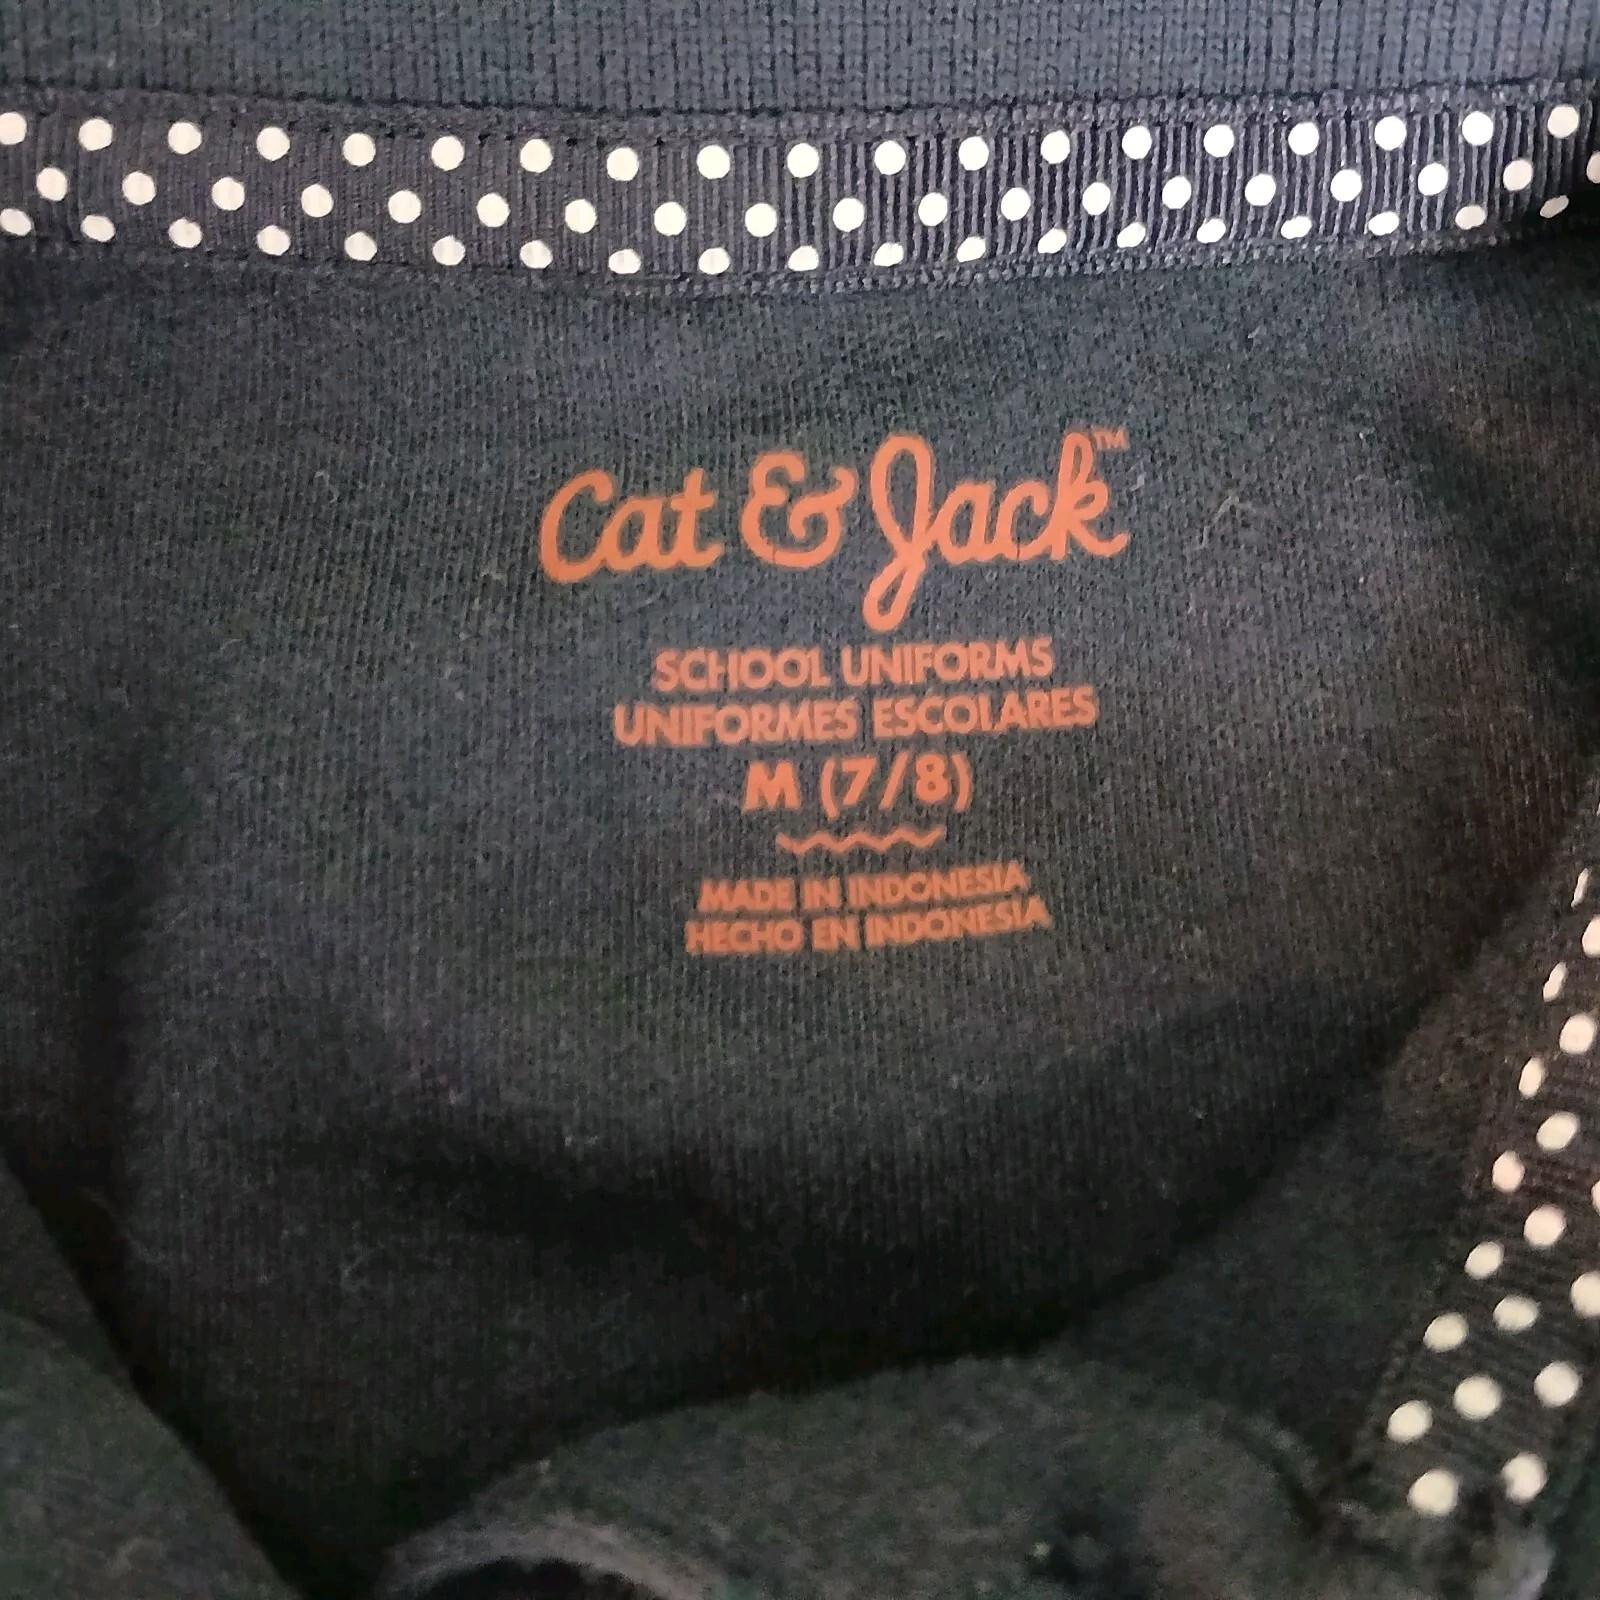 Cat & Jack™
SCHOOL UNIFORMS
UNIFORMES ESCOLARES
M (7/8)
MADE IN INDONESIA
HECHO EN INDONESIA